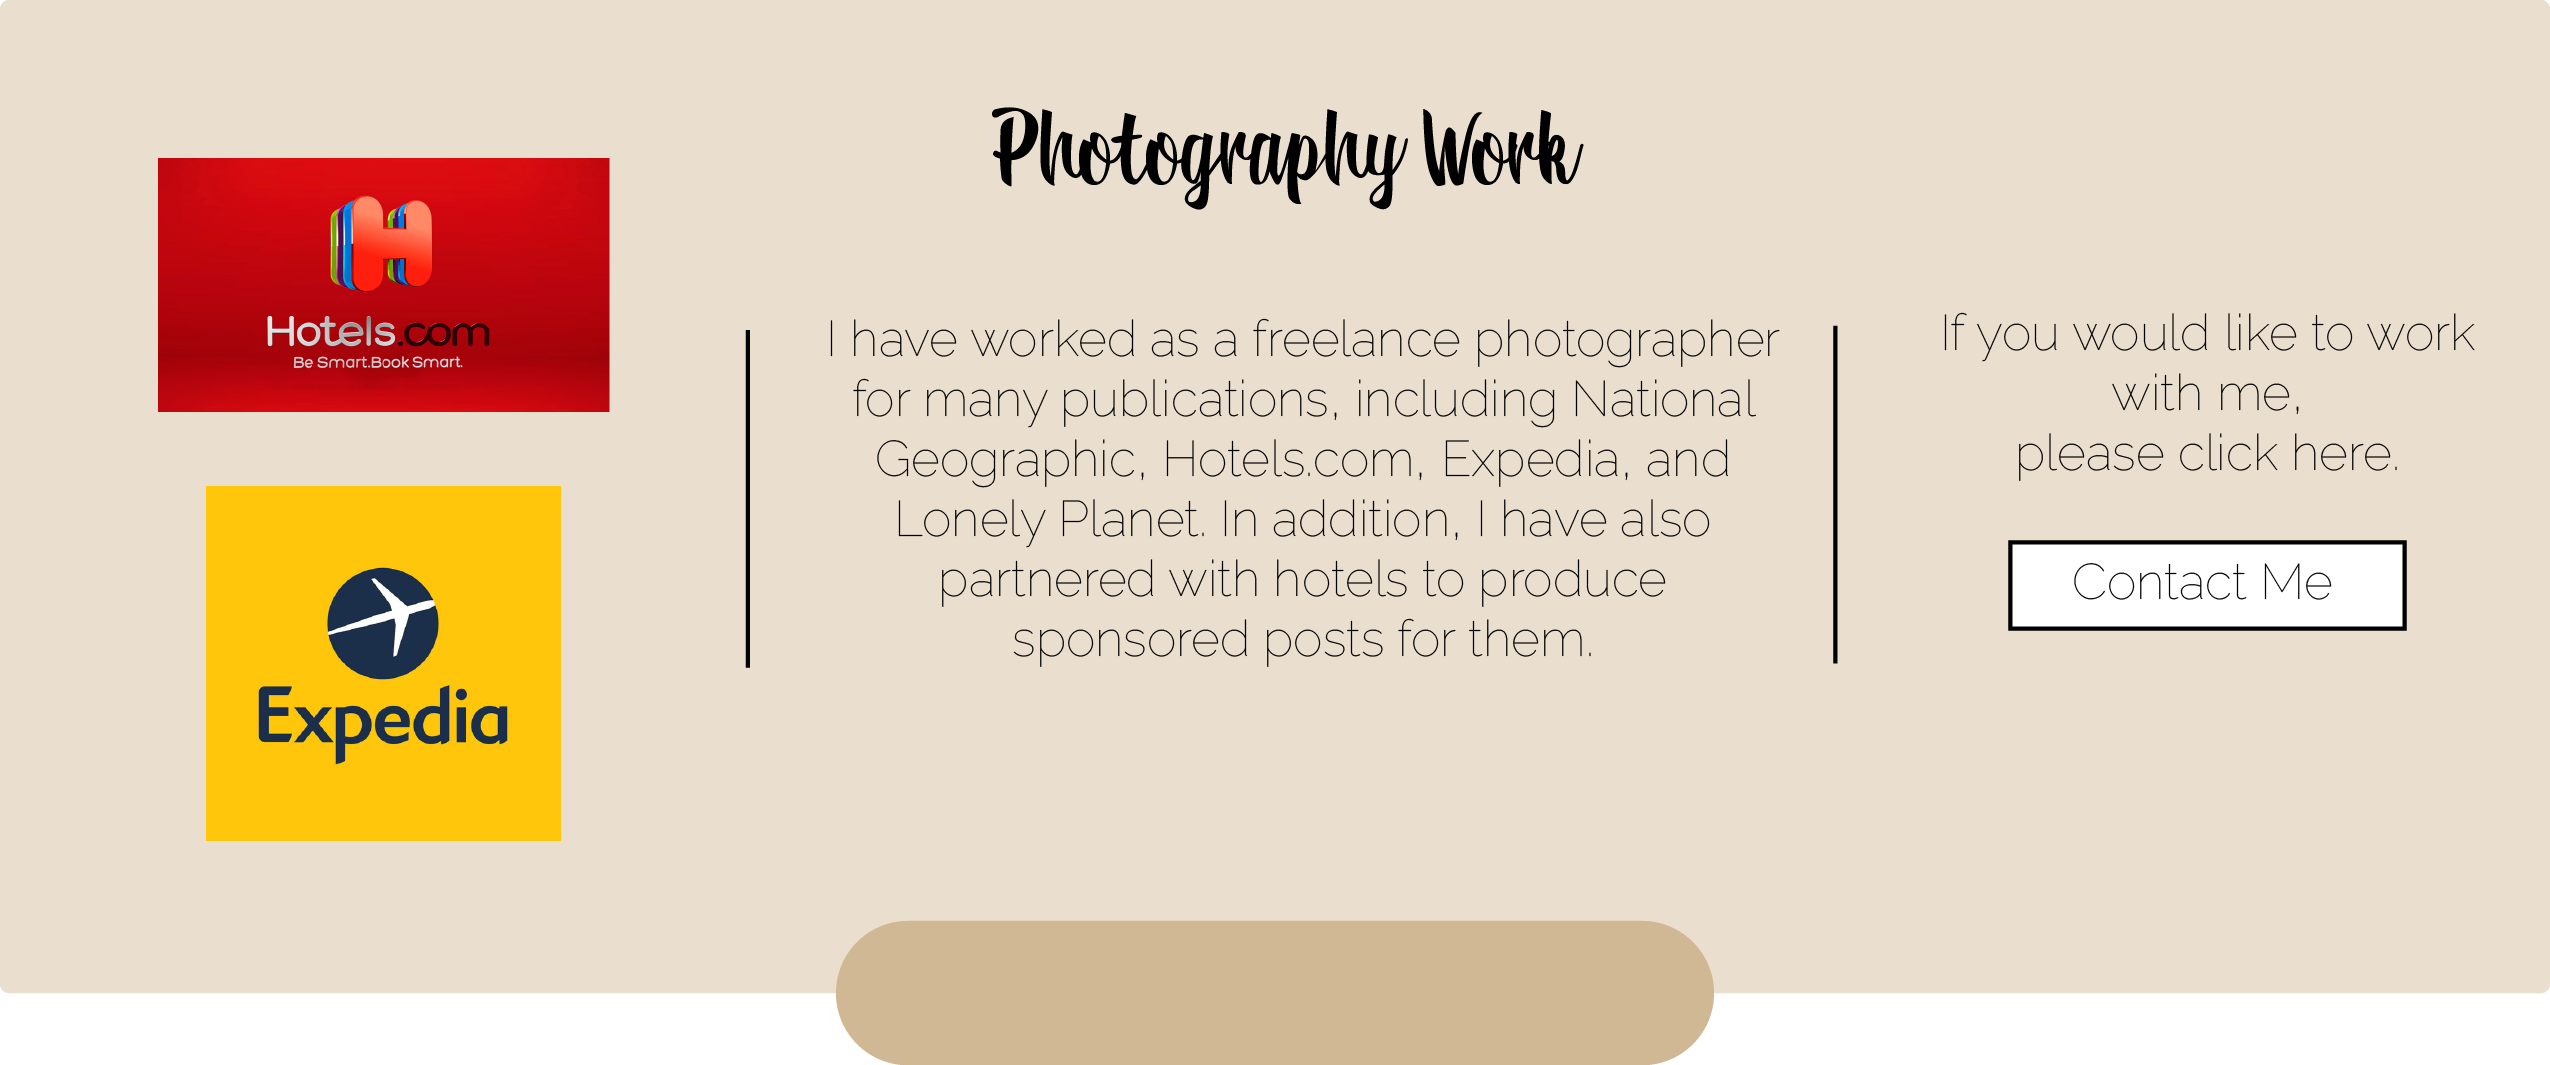 Photography Work
Hotels.com
Be Smart.Book Smart.
Expedia
I have worked as a freelance photographer
for many publications, including National
Geographic, Hotels.com, Expedia, and
Lonely Planet. In addition, I have also
partnered with hotels to produce
sponsored posts for them.
If you would like to work
with me,
please click here.
Contact Me